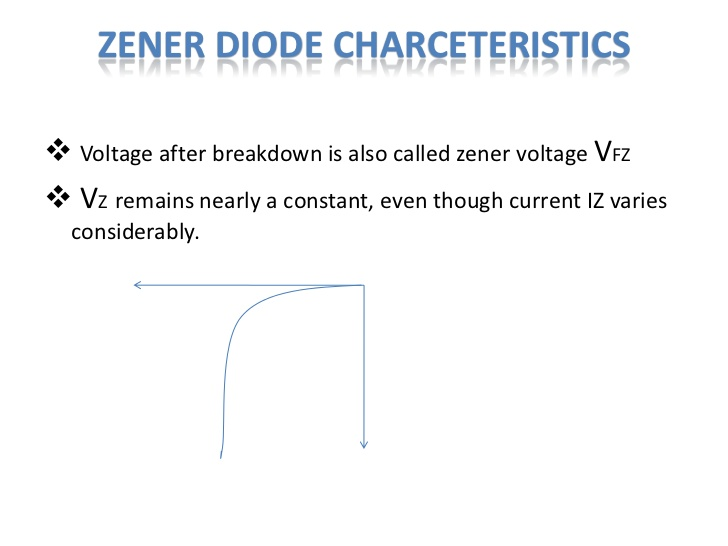 ZENER DIODE CHARCETERISTICS
❖ Voltage after breakdown is also called zener voltage VFZ
❖ VZ remains nearly a constant, even though current IZ varies
considerably.